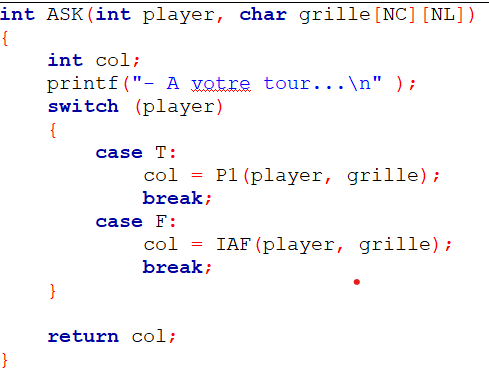 int ASK(int player, char grille[NC][NL])
{
    int col;
    printf("- A votre tour...\n" );
    switch (player)
    {
        case T:
            col = P1(player, grille);
            break;
        case F:
            col = IAF(player, grille);
            break;
    }

    return col;
}